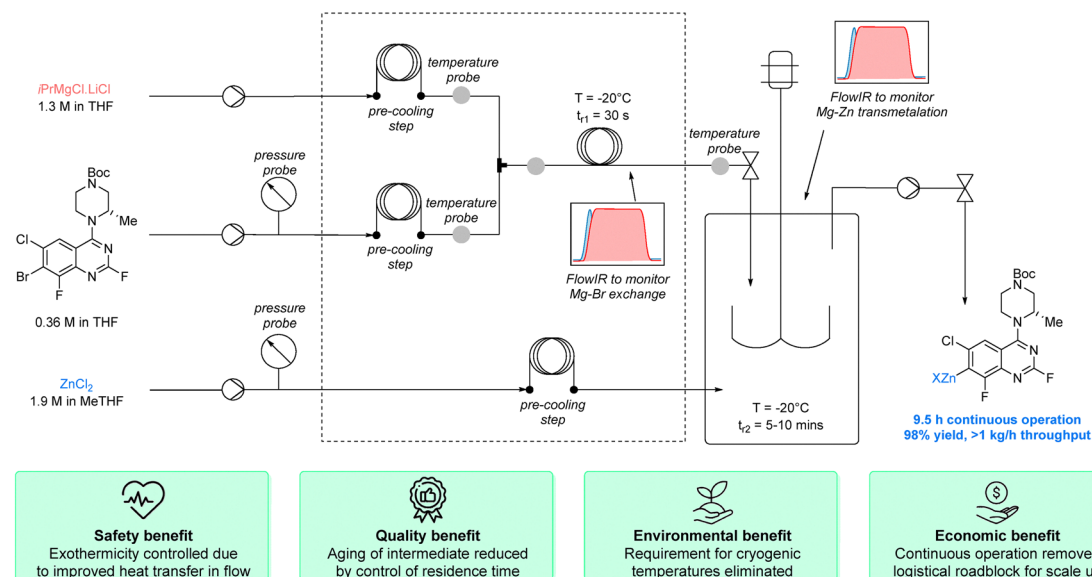 iPrMgCl.LiCl
1.3 M in THF
pre-cooling
step
temperature
probe
T = -20°C
tr1 = 30 s
temperature
probe
FlowIR to monitor
Mg-Zn transmetalation
pressure
probe
Boc
N
Me
N
Cl
N
Br
N
F
F
0.36 M in THF
temperature
probe
pre-cooling
step
FlowIR to monitor
Mg-Br exchange
pressure
probe
ZnCl2
1.9 M in MeTHF
pre-cooling
step
T = -20°C
tr2 = 5-10 mins
Boc
N
Me
N
Cl
N
XZn
N
F
F
9.5 h continuous operation
98% yield, >1 kg/h throughput
Safety benefit
Exothermicity controlled due
to improved heat transfer in flow
Quality benefit
Aging of intermediate reduced
by control of residence time
Environmental benefit
Requirement for cryogenic
temperatures eliminated
$
Economic benefit
Continuous operation
logistical roadblock for scale